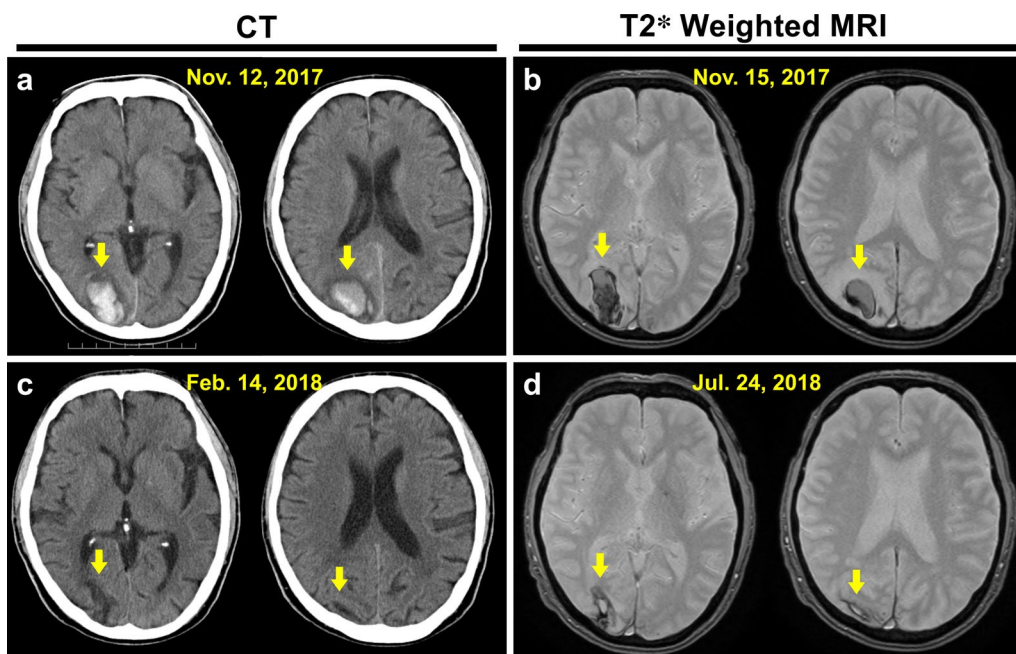 CT
T2* Weighted MRI
a
Nov. 12, 2017
b
Nov. 15, 2017
c
Feb. 14, 2018
d
Jul. 24, 2018